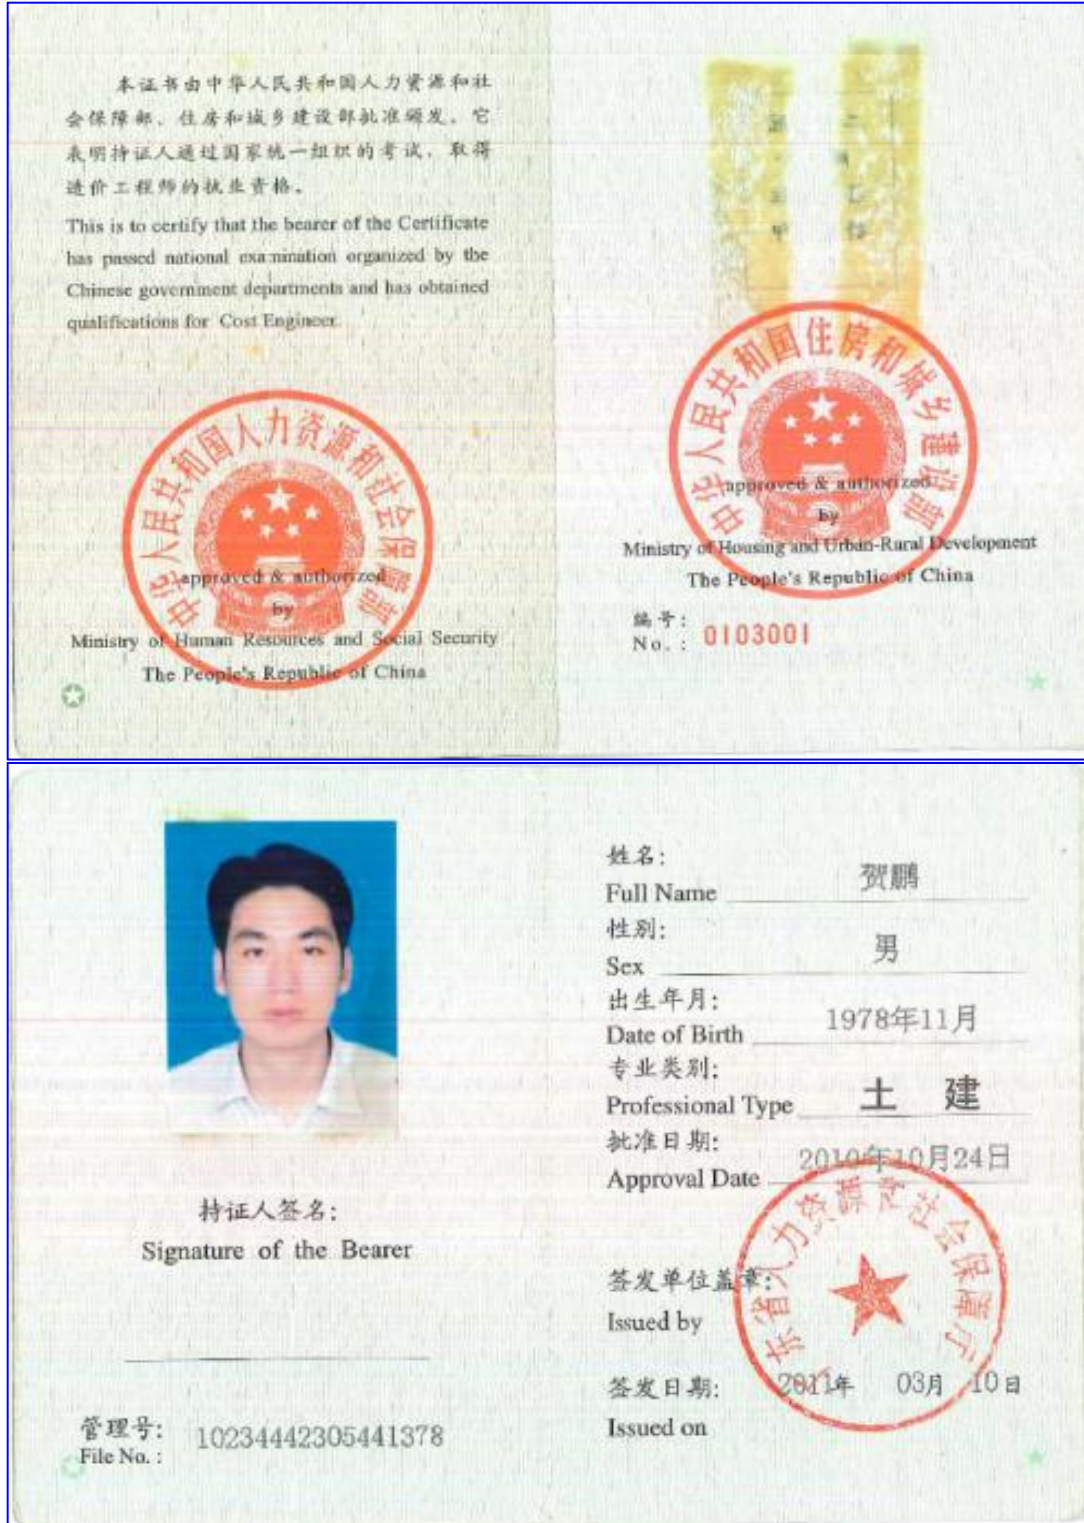 本证书由中华人民共和国人力资源和社
会保障部、住房和城乡建设部批准颁发。它
表明持证人通过国家统一组织的考试，取得
造价工程师的执业资格。
This is to certify that the bearer of the Certificate
has passed national examination organized by the
Chinese government departments and has obtained
qualifications for Cost Engineer.
中华人民共和国人力资源和社会保障部
approved & authorized
by
Ministry of Human Resources and Social Security
The People's Republic of China
中华人民共和国住房和城乡建设部
approved & authorized
by
Ministry of Housing and Urban-Rural Development
The People's Republic of China
编号:
No. : 0103001
持证人签名:
Signature of the Bearer
管理号:
File No. : 10234442305441378
姓名:
Full Name 贺鹏
性别:
Sex 男
出生年月:
Date of Birth 1978年11月
专业类别:
Professional Type 土 建
批准日期:
Approval Date 2010年10月24日
签发单位盖章:
Issued by
东省人力资源和社会保障厅
签发日期: 2011年 03月 10日
Issued on